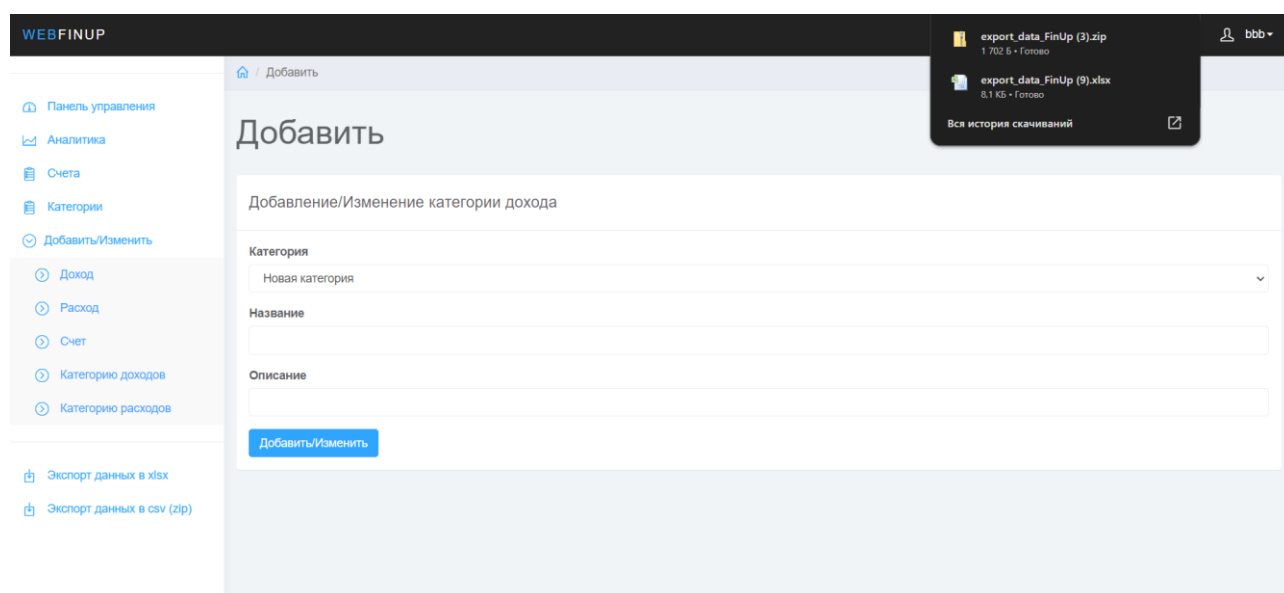 WEBFINUP
export_data_FinUp (3).zip
1 702 Б • Готово
export_data_FinUp (9).xlsx
8,1 КБ • Готово
Вся история скачиваний
bbb
/ Добавить
Панель управления
Аналитика
Счета
Категории
Добавить/Изменить
Доход
Расход
Счет
Категорию доходов
Категорию расходов
Экспорт данных в xlsx
Экспорт данных в csv (zip)
Добавить
Добавление/Изменение категории дохода
Категория
Новая категория
Название
Описание
Добавить/Изменить